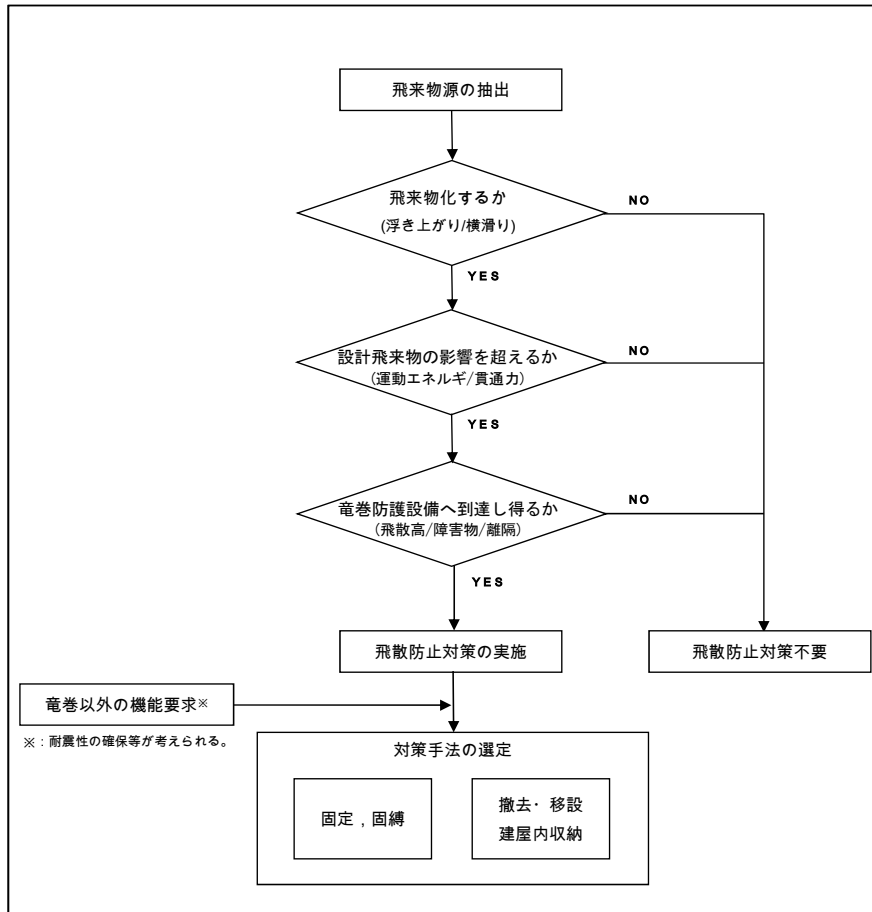 飛来物源の抽出
飛来物化するか
(浮き上がり/横滑り)
NO
YES
設計飛来物の影響を超えるか
(運動エネルギ/貫通力)
NO
YES
竜巻防護設備へ到達し得るか
(飛散高/障害物/離隔)
NO
YES
飛散防止対策の実施
飛散防止対策不要
竜巻以外の機能要求※
※：耐震性の確保等が考えられる。
対策手法の選定
固定，固縛
撤去・移設
建屋内収納